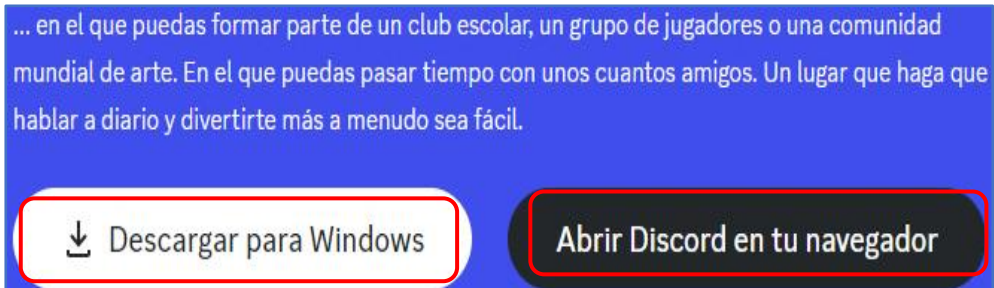 ... en el que puedas formar parte de un club escolar, un grupo de jugadores o una comunidad
mundial de arte. En el que puedas pasar tiempo con unos cuantos amigos. Un lugar que haga que
hablar a diario y divertirte más a menudo sea fácil.
Descargar para Windows
Abrir Discord en tu navegador